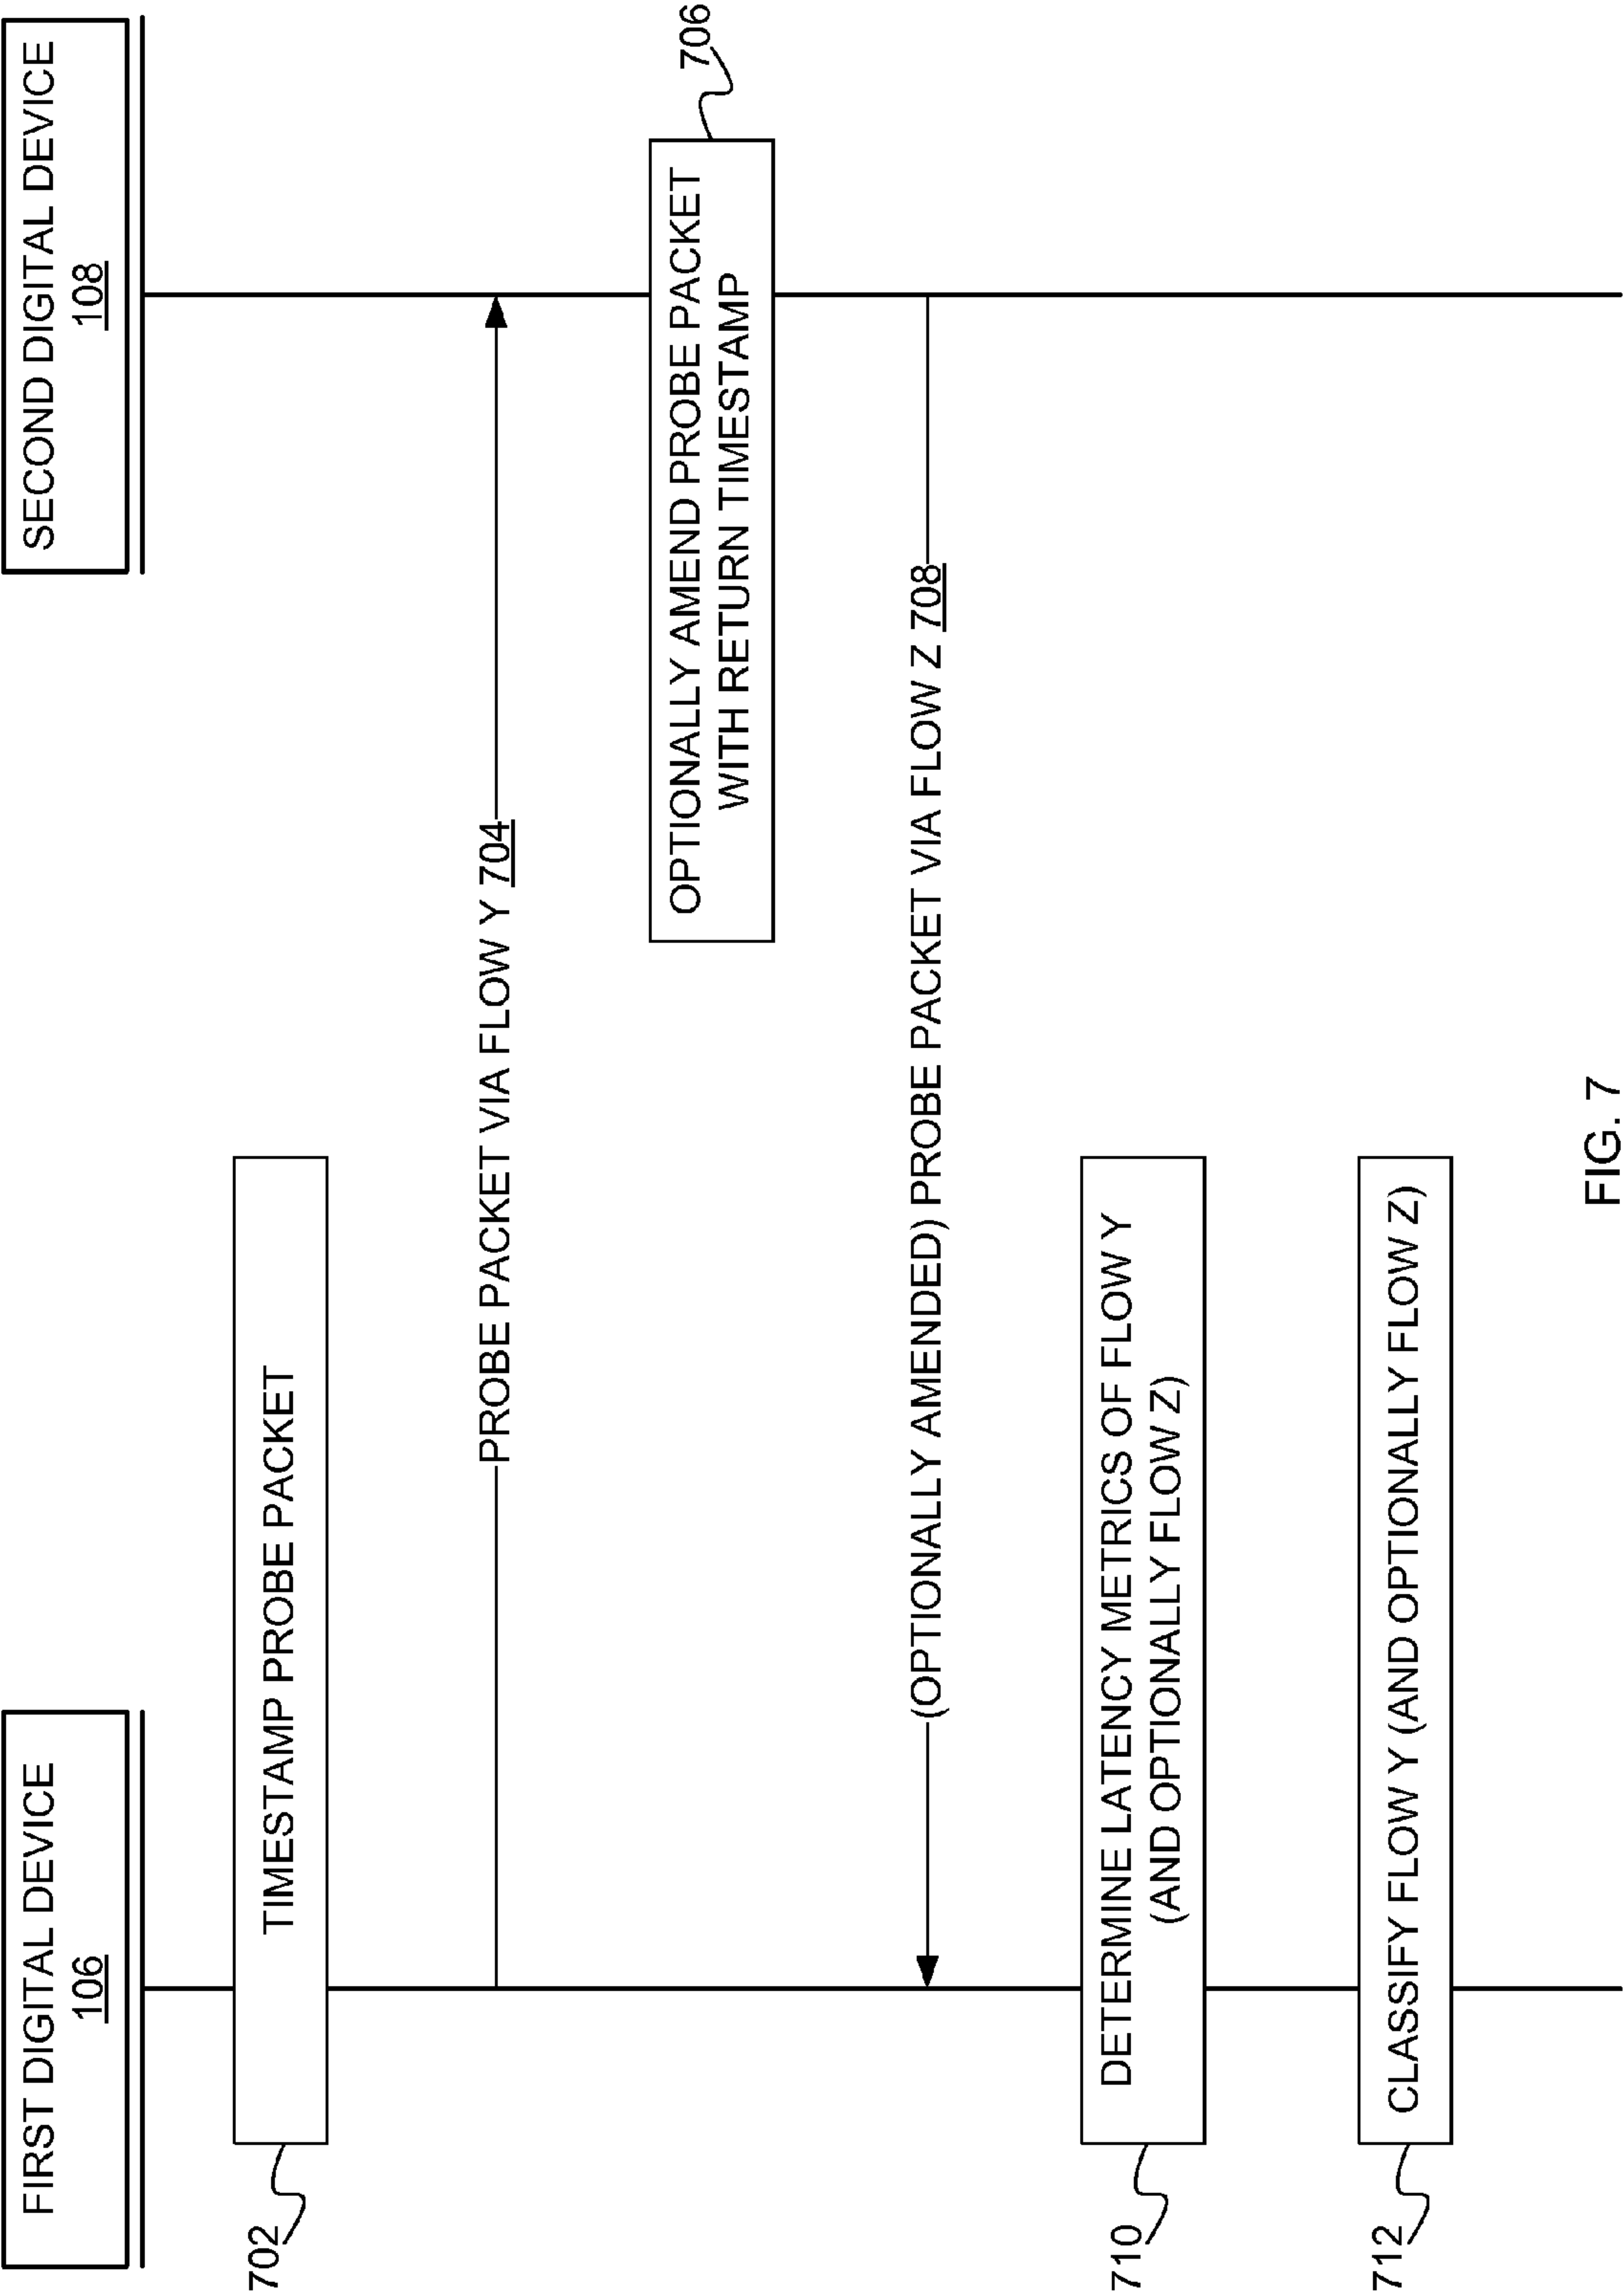 FIRST DIGITAL DEVICE
106
SECOND DIGITAL DEVICE
108
702
TIMESTAMP PROBE PACKET
PROBE PACKET VIA FLOW Y 704
OPTIONALLY AMEND PROBE PACKET
WITH RETURN TIMESTAMP
706
(OPTIONALLY AMENDED) PROBE PACKET VIA FLOW Z 708
710
DETERMINE LATENCY METRICS OF FLOW Y
(AND OPTIONALLY FLOW Z)
712
CLASSIFY FLOW Y (AND OPTIONALLY FLOW Z)
FIG. 7